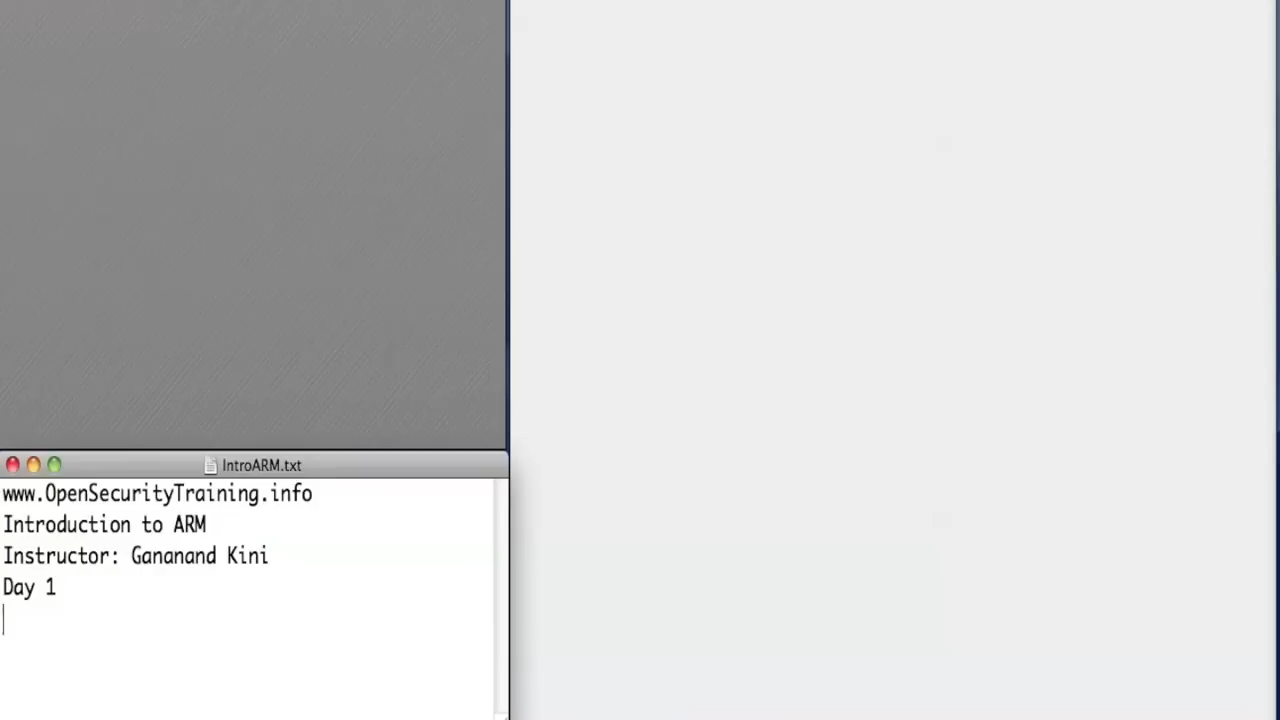 IntroARM.txt
www.OpenSecurityTraining.info
Introduction to ARM
Instructor: Gananand Kini
Day 1